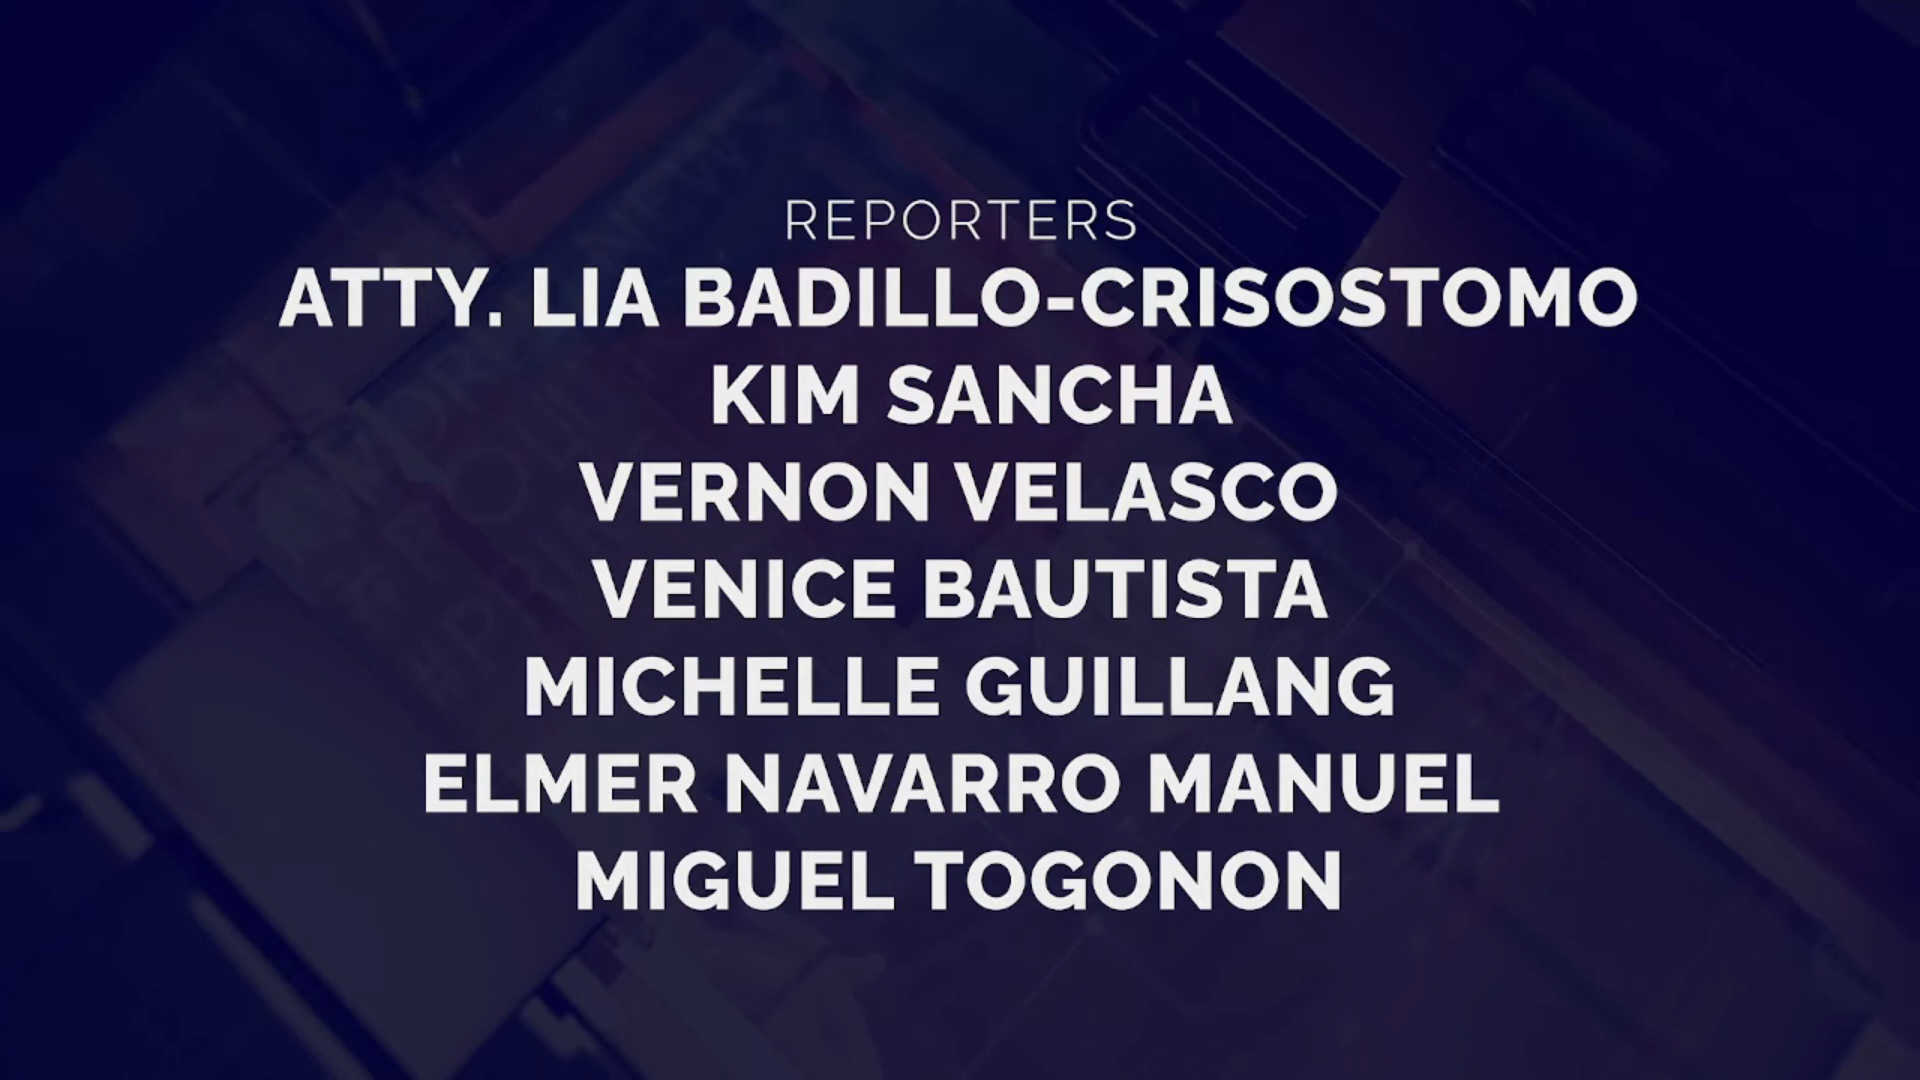 REPORTERS
ATTY. LIA BADILLO-CRISOSTOMO
KIM SANCHA
VERNON VELASCO
VENICE BAUTISTA
MICHELLE GUILLANG
ELMER NAVARRO MANUEL
MIGUEL TOGONON